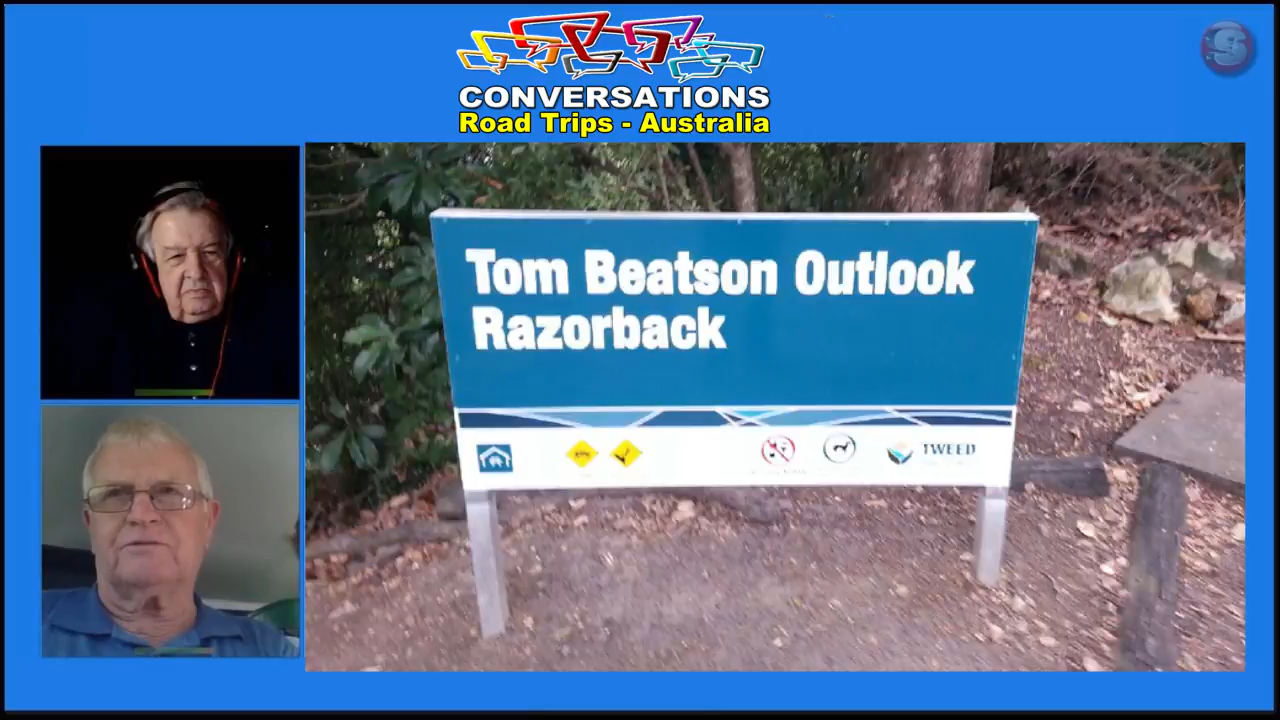 CONVERSATIONS
Road Trips - Australia
Tom Beatson Outlook
Razorback
TWEED